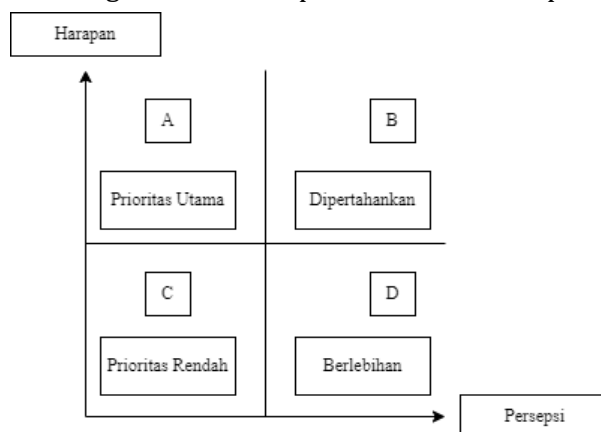 Harapan
A
B
Prioritas Utama
Dipertahankan
C
D
Prioritas Rendah
Berlebihan
Persepsi